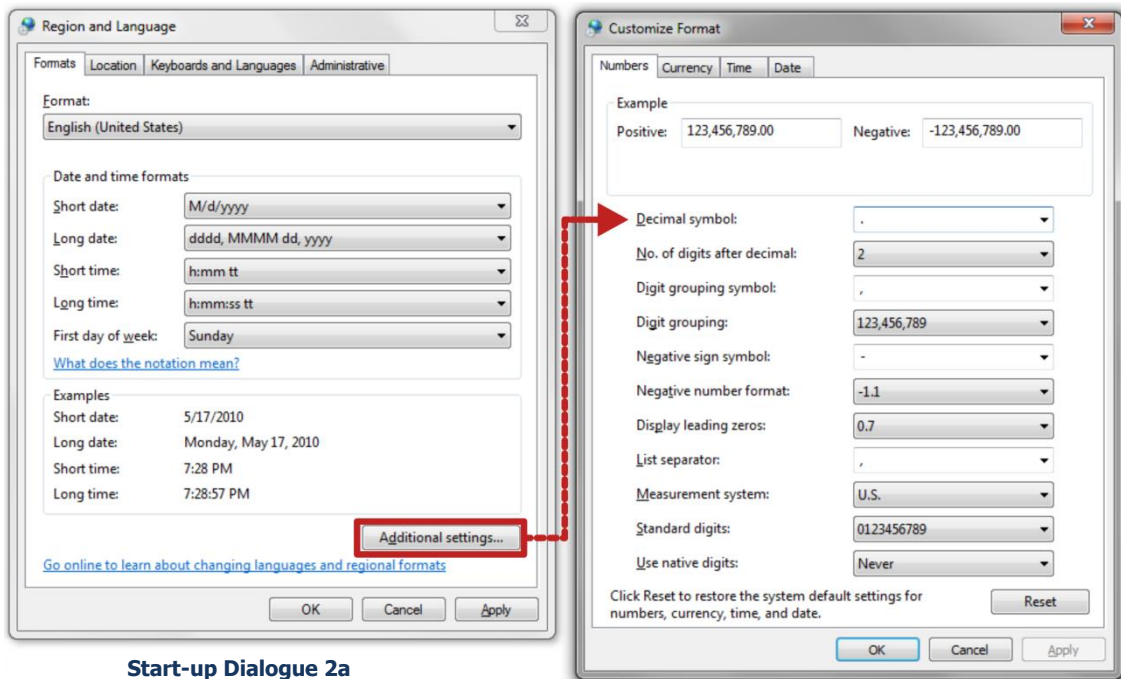 Region and Language
Formats Location Keyboards and Languages Administrative
Format:
English (United States)
Date and time formats
Short date: M/d/yyyy
Long date: dddd, MMMM dd, yyyy
Short time: h:mm tt
Long time: h:mm:ss tt
First day of week: Sunday
What does the notation mean?
Examples
Short date: 5/17/2010
Long date: Monday, May 17, 2010
Short time: 7:28 PM
Long time: 7:28:57 PM
Additional settings...
Go online to learn about changing languages and regional formats
OK Cancel Apply
Start-up Dialogue 2a
Customize Format
Numbers Currency Time Date
Example
Positive: 123,456,789.00 Negative: -123,456,789.00
Decimal symbol: .
No. of digits after decimal: 2
Digit grouping symbol: ,
Digit grouping: 123,456,789
Negative sign symbol: -
Negative number format: -1.1
Display leading zeros: 0.7
List separator: ,
Measurement system: U.S.
Standard digits: 0123456789
Use native digits: Never
Click Reset to restore the system default settings for
numbers, currency, time, and date.
Reset
OK Cancel Apply